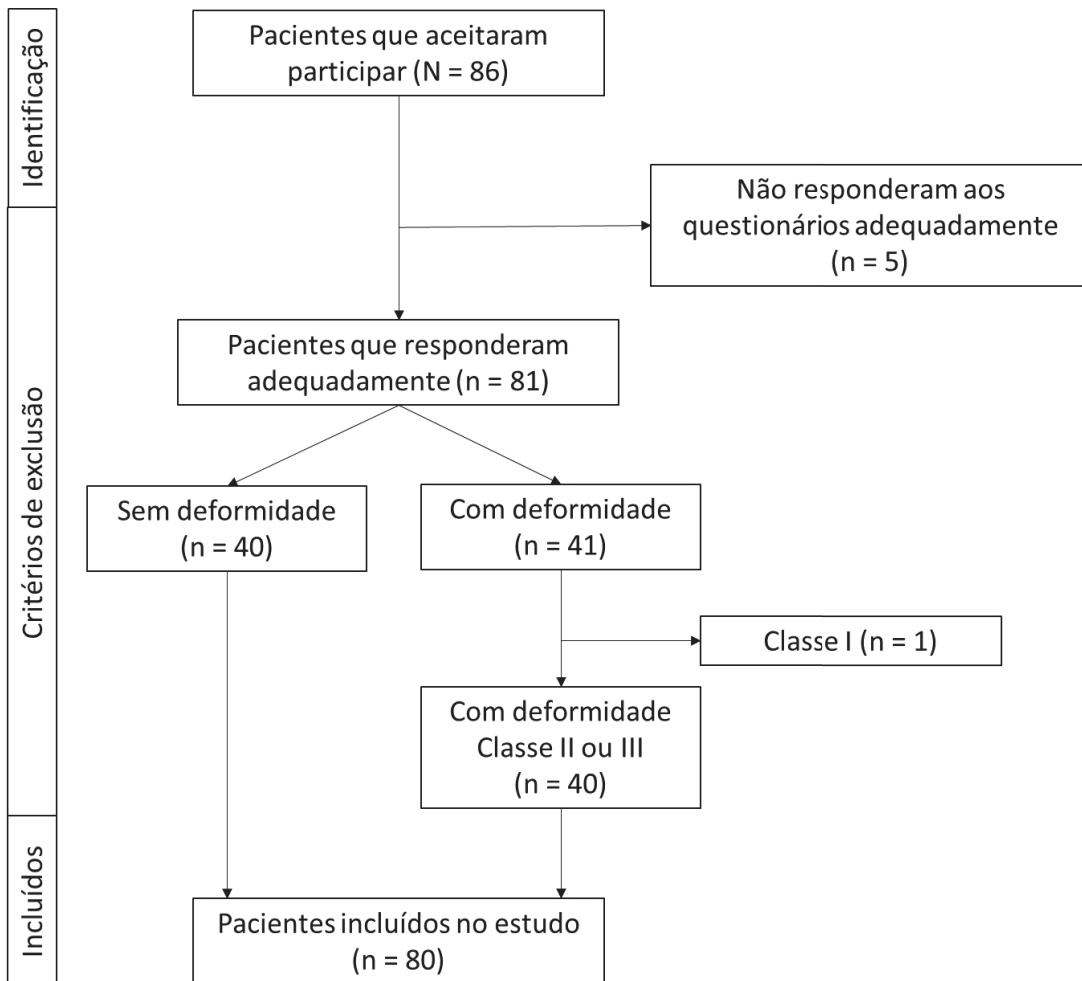 Identificação
Pacientes que aceitaram
participar (N = 86)
Não responderam aos
questionários adequadamente
(n = 5)
Critérios de exclusão
Pacientes que responderam
adequadamente (n = 81)
Sem deformidade
(n = 40)
Com deformidade
(n = 41)
Classe I (n = 1)
Com deformidade
Classe II ou III
(n = 40)
Incluídos
Pacientes incluídos no estudo
(n = 80)